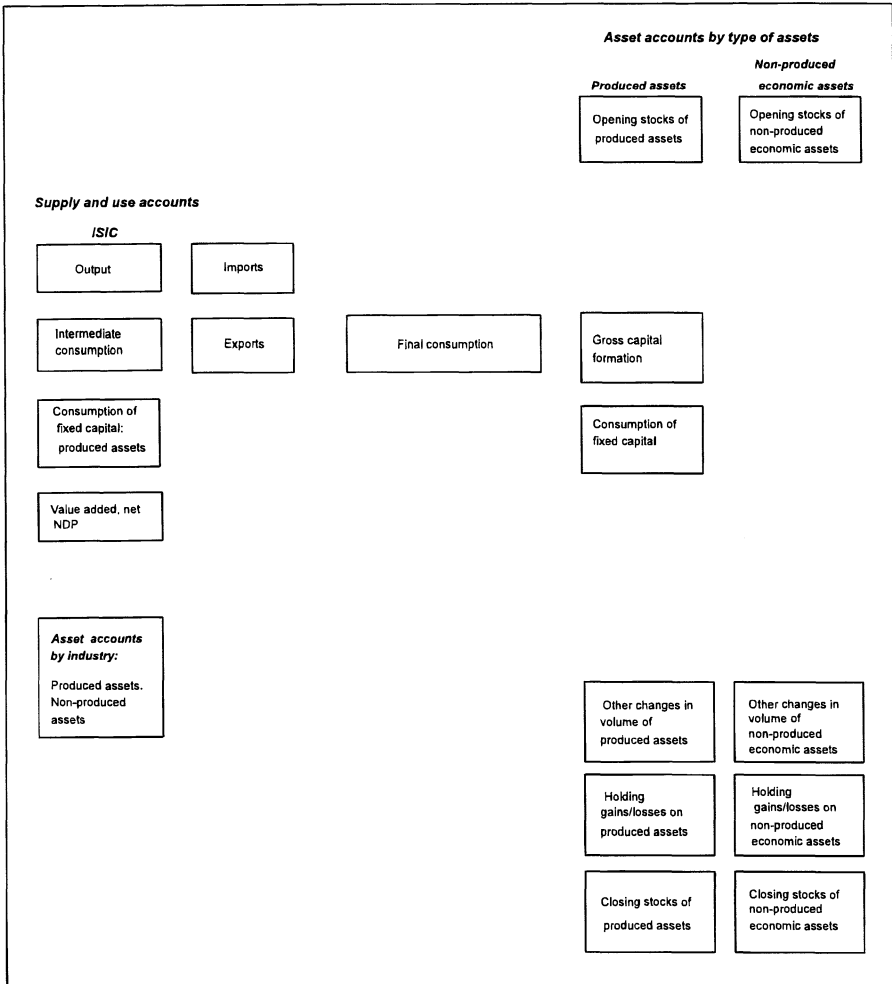 Asset accounts by type of assets
Non-produced
Produced assets economic assets
Opening stocks of
produced assets
Opening stocks of
non-produced
economic assets
Supply and use accounts
ISIC
Output
Imports
Intermediate
consumption
Exports
Final consumption
Gross capital
formation
Consumption of
fixed capital:
produced assets
Consumption of
fixed capital
Value added, net
NDP
Asset accounts
by industry:
Produced assets.
Non-produced
assets
Other changes in
volume of
produced assets
Other changes in
volume of
non-produced
economic assets
Holding
gains/losses on
produced assets
Holding
gains/losses on
non-produced
economic assets
Closing stocks of
produced assets
Closing stocks of
non-produced
economic assets